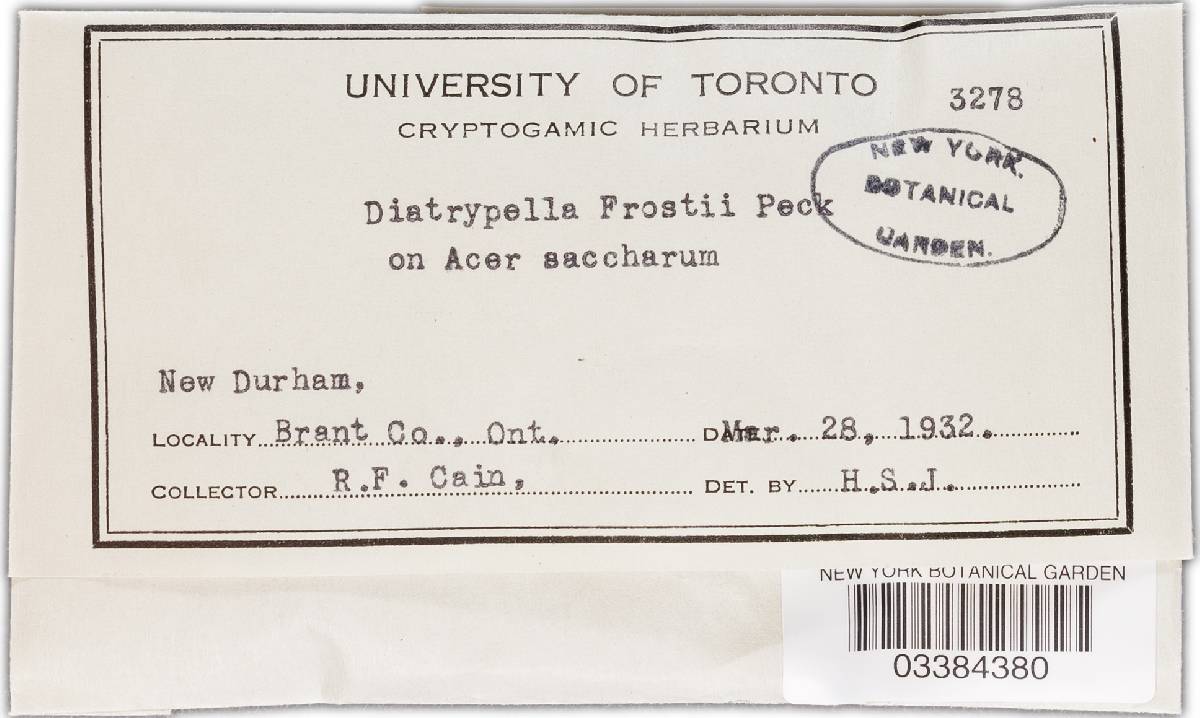 UNIVERSITY OF TORONTO 3278
CRYPTOGAMIC HERBARIUM
NEW YORK.
BOTANICAL
GARDEN.
Diatrypella Frostii Peck
on Acer saccharum
New Durham,
LOCALITY Brant Co., Ont. DATE Mar. 28, 1932.
COLLECTOR R.F. Cain, DET. BY H.S.J.
NEW YORK BOTANICAL GARDEN
03384380